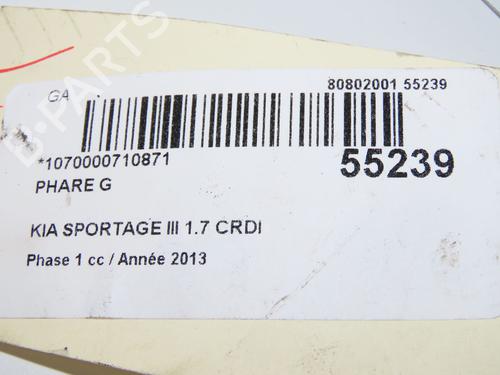 GA
80802001 55239
*1070000710871
55239
PHARE G
KIA SPORTAGE III 1.7 CRDI
Phase 1 cc / Année 2013
B-PARTS